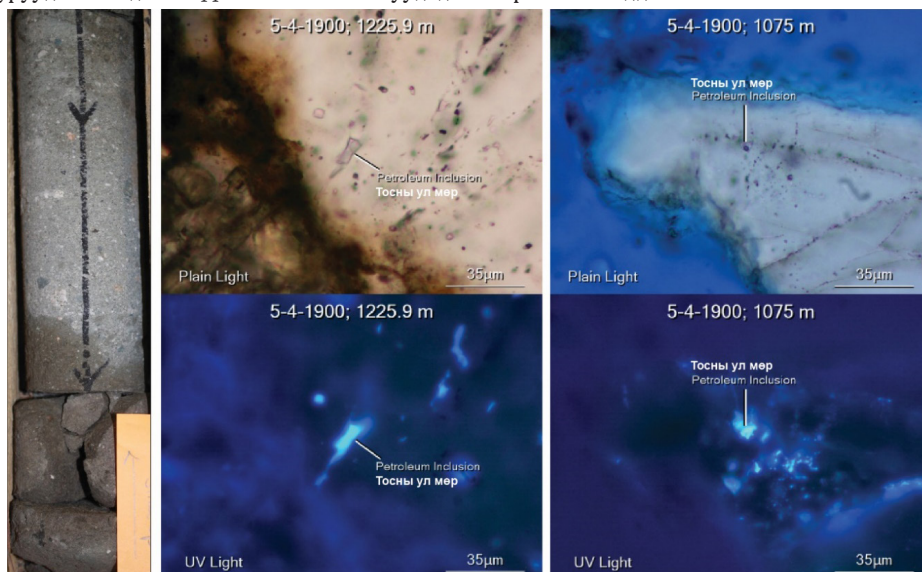 5-4-1900; 1225.9 m
Petroleum Inclusion
Тосны ул мөр
Plain Light
35µm
5-4-1900; 1075 m
Тосны ул мөр
Petroleum Inclusion
Plain Light
35µm
5-4-1900; 1225.9 m
Petroleum Inclusion
Тосны ул мөр
UV Light
35µm
5-4-1900; 1075 m
Тосны ул мөр
Petroleum Inclusion
UV Light
35µm